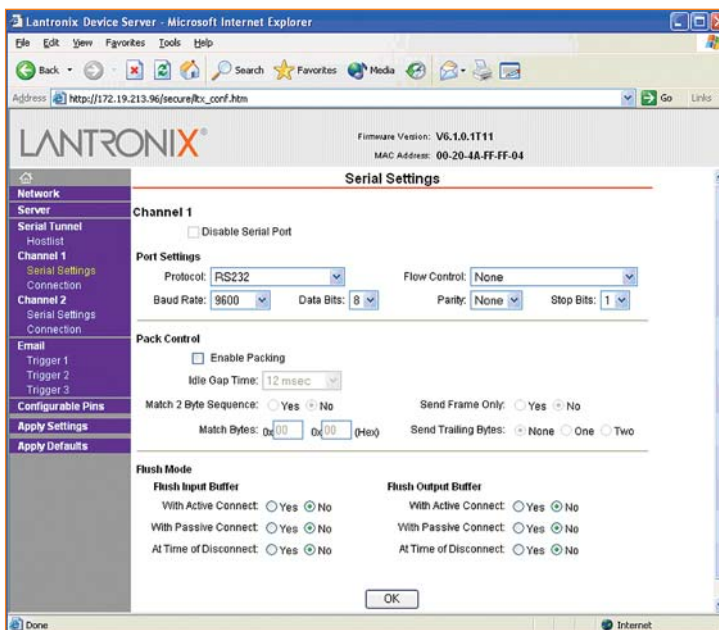 Lantronix Device Server - Microsoft Internet Explorer
File Edit View Favorites Tools Help
Back Search Favorites Media
Address http://172.19.213.96/secure/ltx_conf.htm Go Links
LANTRONIX®
Firmware Version: V6.1.0.1T11
MAC Address: 00-20-4A-FF-FF-04
Network
Server
Serial Tunnel
Hostlist
Channel 1
Serial Settings
Connection
Channel 2
Serial Settings
Connection
Email
Trigger 1
Trigger 2
Trigger 3
Configurable Pins
Apply Settings
Apply Defaults
Serial Settings
Channel 1
Disable Serial Port
Port Settings
Protocol: RS232 Flow Control: None
Baud Rate: 9600 Data Bits: 8 Parity: None Stop Bits: 1
Pack Control
Enable Packing
Idle Gap Time: 12 msec
Match 2 Byte Sequence: Yes No Send Frame Only: Yes No
Match Bytes: 0x00 0x00 (Hex) Send Trailing Bytes: None One Two
Flush Mode
Flush Input Buffer Flush Output Buffer
With Active Connect: Yes No With Active Connect: Yes No
With Passive Connect: Yes No With Passive Connect: Yes No
At Time of Disconnect: Yes No At Time of Disconnect: Yes No
OK
Done Internet